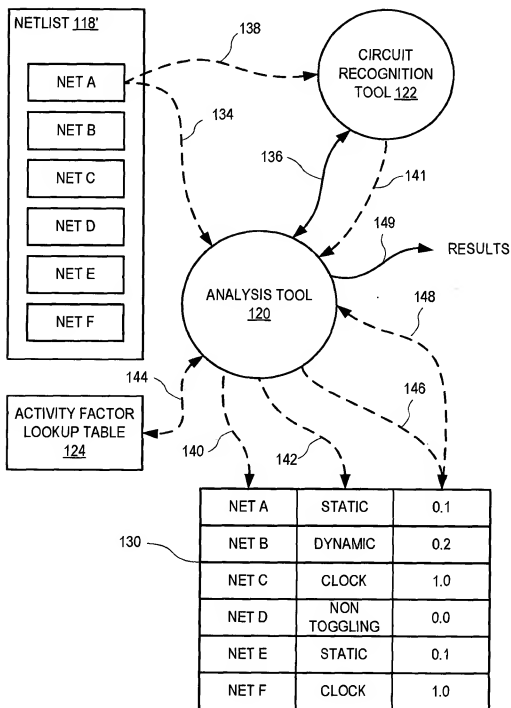 NETLIST 118'
NET A
NET B
NET C
NET D
NET E
NET F
138
134
CIRCUIT
RECOGNITION
TOOL 122
136
141
149
RESULTS
ANALYSIS TOOL
120
148
144
146
ACTIVITY FACTOR
LOOKUP TABLE
124
140
142
130
NET A STATIC 0.1
NET B DYNAMIC 0.2
NET C CLOCK 1.0
NET D NON TOGGLING 0.0
NET E STATIC 0.1
NET F CLOCK 1.0